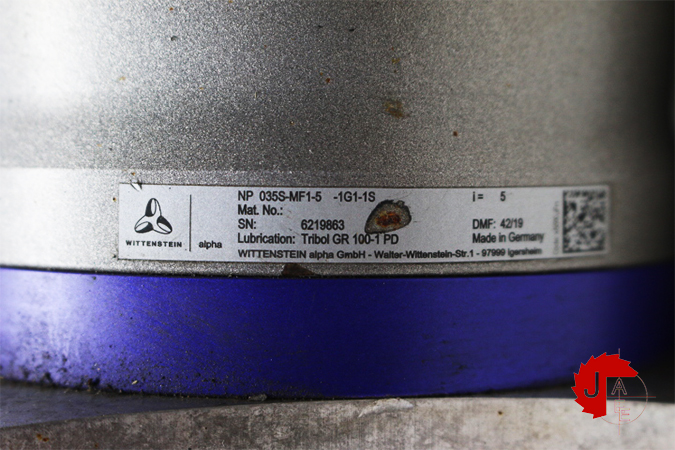 NP 035S-MF1-5 -1G1-1S i = 5
Mat. No.:
SN: 6219863 DMF: 42/19
Lubrication: Tribol GR 100-1 PD Made in Germany
WITTENSTEIN alpha GmbH - Walter-Wittenstein-Str.1 - 97999 Igersheim
WITTENSTEIN alpha
J